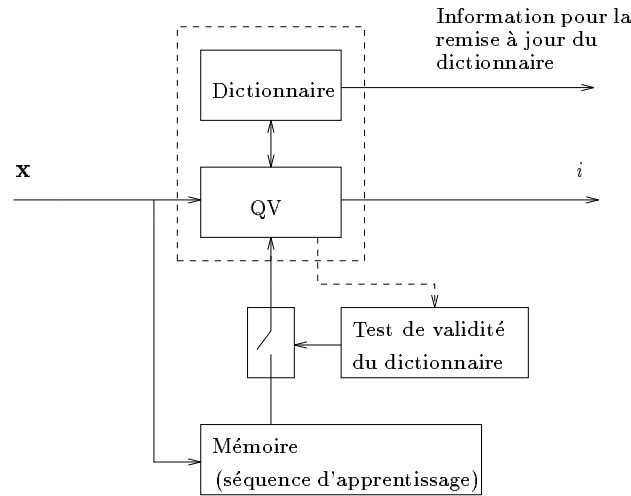 Information pour la
remise à jour du
dictionnaire
Dictionnaire
x
i
QV
Test de validité
du dictionnaire
Mémoire
(séquence d'apprentissage)